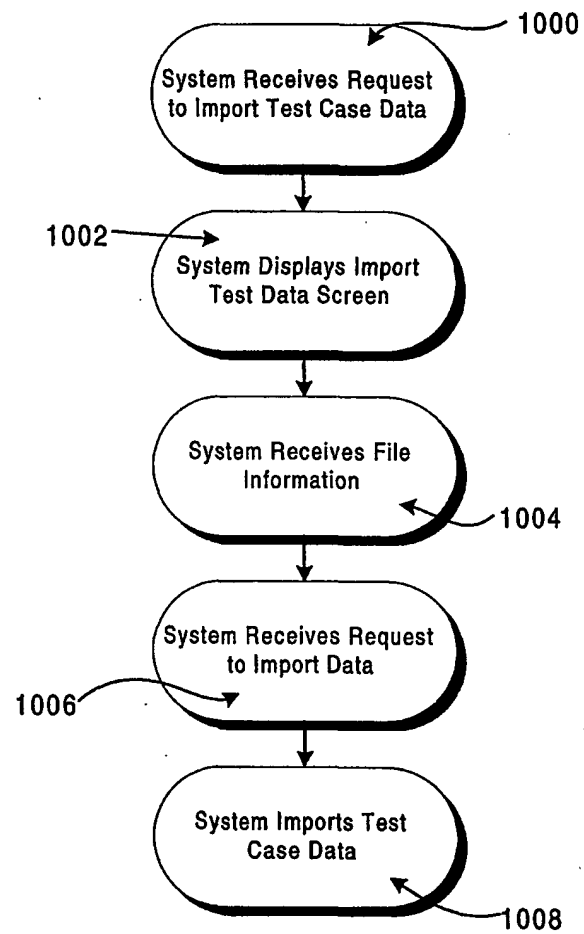 1000
System Receives Request
to Import Test Case Data
1002
System Displays Import
Test Data Screen
System Receives File
Information
1004
System Receives Request
to Import Data
1006
System Imports Test
Case Data
1008